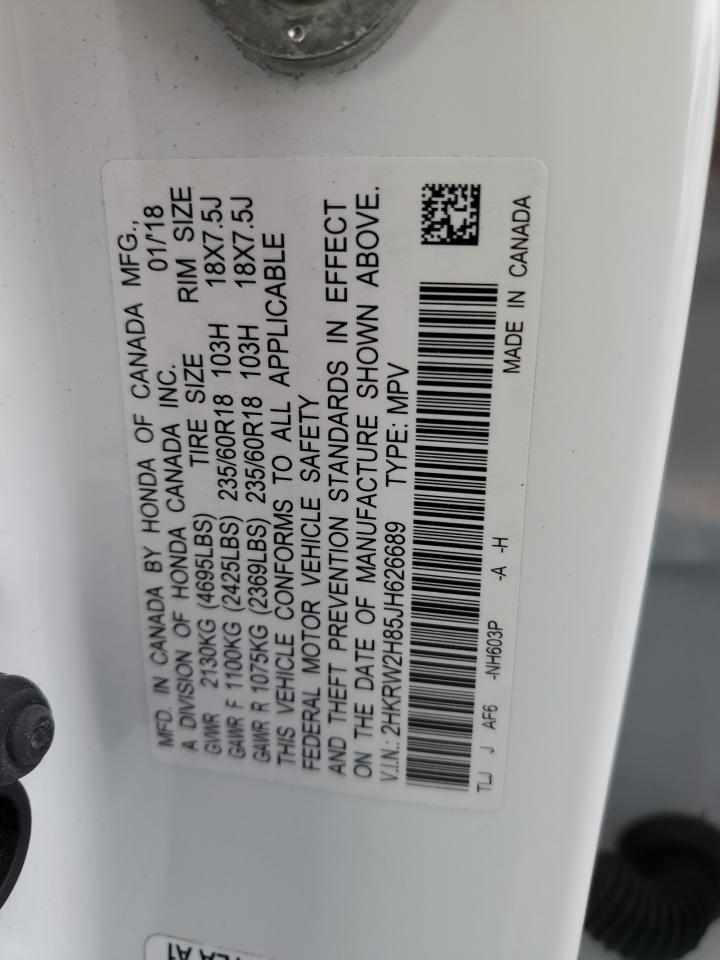 MFD. IN CANADA BY HONDA OF CANADA MFG.,
A DIVISION OF HONDA CANADA INC. 01/'18
GVWR 2130KG (4695LBS) TIRE SIZE RIM SIZE
GAWR F 1100KG (2425LBS) 235/60R18 103H 18X7.5J
GAWR R 1075KG (2369LBS) 235/60R18 103H 18X7.5J
THIS VEHICLE CONFORMS TO ALL APPLICABLE
FEDERAL MOTOR VEHICLE SAFETY
AND THEFT PREVENTION STANDARDS IN EFFECT
ON THE DATE OF MANUFACTURE SHOWN ABOVE.
V.I.N.: 2HKRW2H85JH626689 TYPE: MPV
TLJ J AF6 -NH603P -A -H MADE IN CANADA